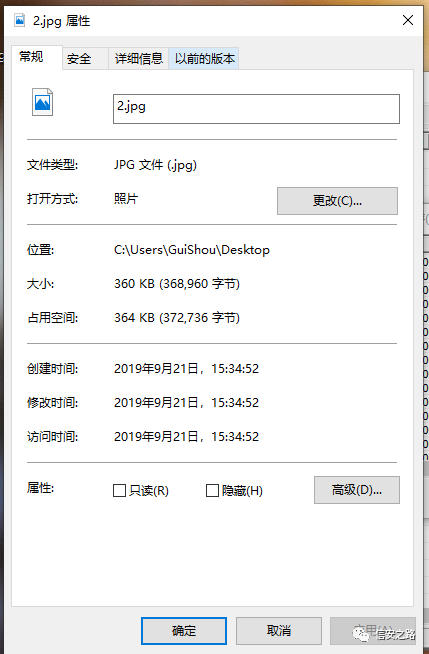 2.jpg 属性
常规 安全 详细信息 以前的版本
2.jpg
文件类型: JPG 文件 (.jpg)
打开方式: 照片 更改(C)...
位置: C:\Users\GuiShou\Desktop
大小: 360 KB (368,960 字节)
占用空间: 364 KB (372,736 字节)
创建时间: 2019年9月21日，15:34:52
修改时间: 2019年9月21日，15:34:52
访问时间: 2019年9月21日，15:34:52
属性: 只读(R) 隐藏(H) 高级(D)...
确定 取消 应用(A)
信安之路